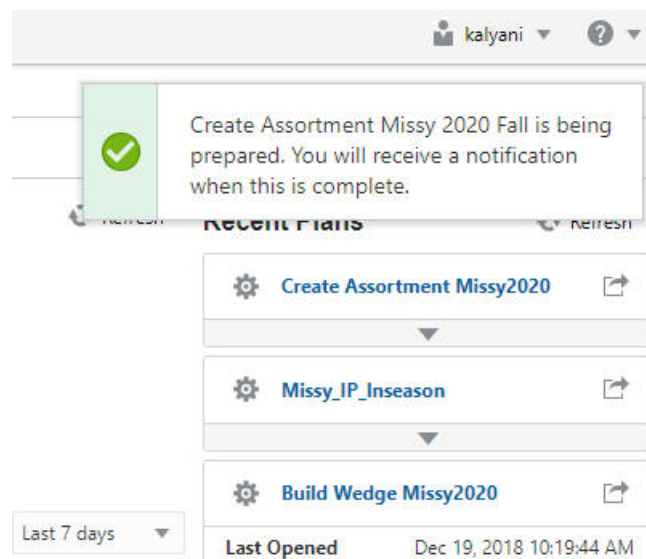 kalyani
Create Assortment Missy 2020 Fall is being
prepared. You will receive a notification
when this is complete.
Refresh
Recent Plans
Refresh
Create Assortment Missy2020
Missy_IP_Inseason
Build Wedge Missy2020
Last 7 days
Last Opened Dec 19, 2018 10:19:44 AM